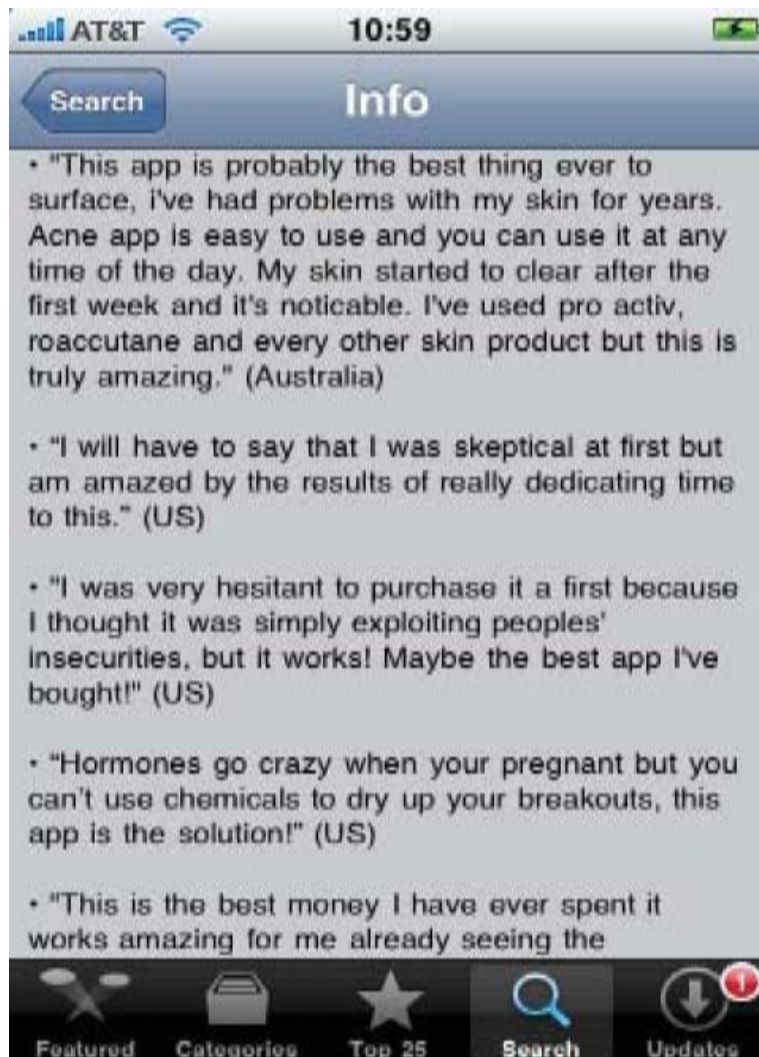 AT&T 10:59
Search Info
• "This app is probably the best thing ever to
surface, i've had problems with my skin for years.
Acne app is easy to use and you can use it at any
time of the day. My skin started to clear after the
first week and it's noticable. I've used pro activ,
roaccutane and every other skin product but this is
truly amazing." (Australia)
• "I will have to say that I was skeptical at first but
am amazed by the results of really dedicating time
to this." (US)
• "I was very hesitant to purchase it a first because
I thought it was simply exploiting peoples'
insecurities, but it works! Maybe the best app I've
bought!" (US)
• "Hormones go crazy when your pregnant but you
can't use chemicals to dry up your breakouts, this
app is the solution!" (US)
• "This is the best money I have ever spent it
works amazing for me already seeing the
1
Featured Categories Top 25 Search Updates